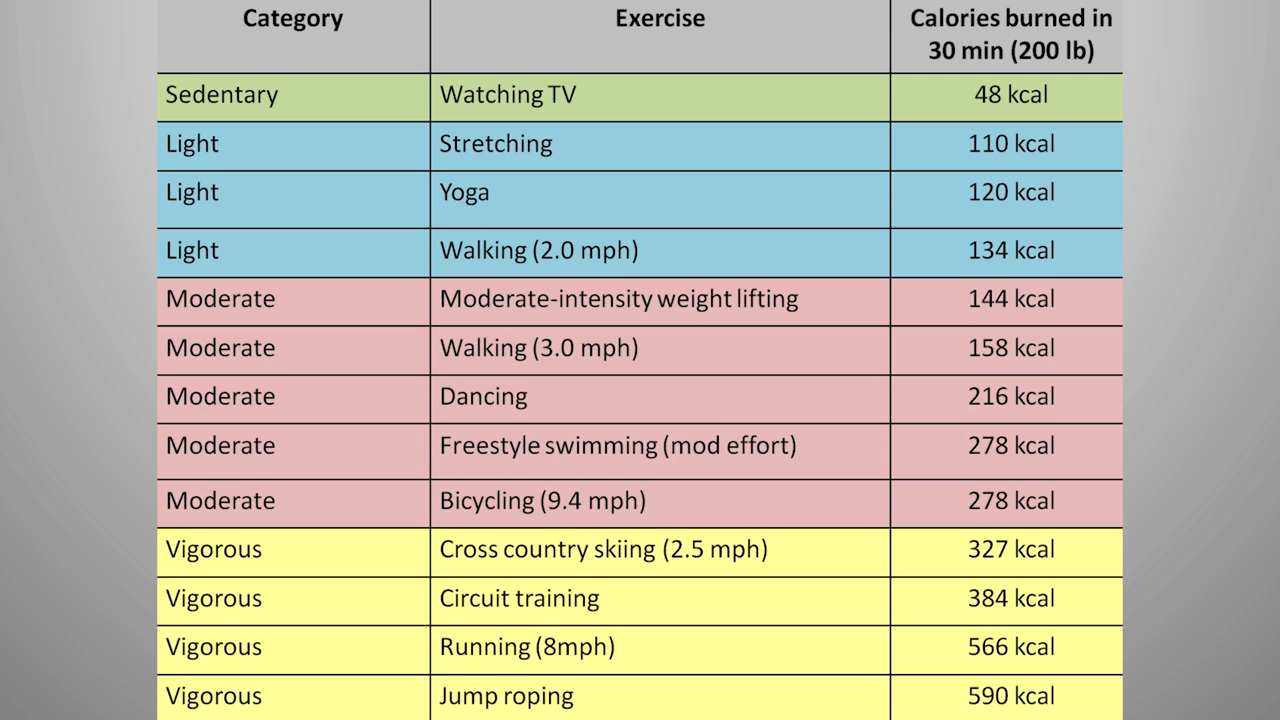 Category Exercise Calories burned in
30 min (200 lb)
Sedentary Watching TV 48 kcal
Light Stretching 110 kcal
Light Yoga 120 kcal
Light Walking (2.0 mph) 134 kcal
Moderate Moderate-intensity weight lifting 144 kcal
Moderate Walking (3.0 mph) 158 kcal
Moderate Dancing 216 kcal
Moderate Freestyle swimming (mod effort) 278 kcal
Moderate Bicycling (9.4 mph) 278 kcal
Vigorous Cross country skiing (2.5 mph) 327 kcal
Vigorous Circuit training 384 kcal
Vigorous Running (8mph) 566 kcal
Vigorous Jump roping 590 kcal